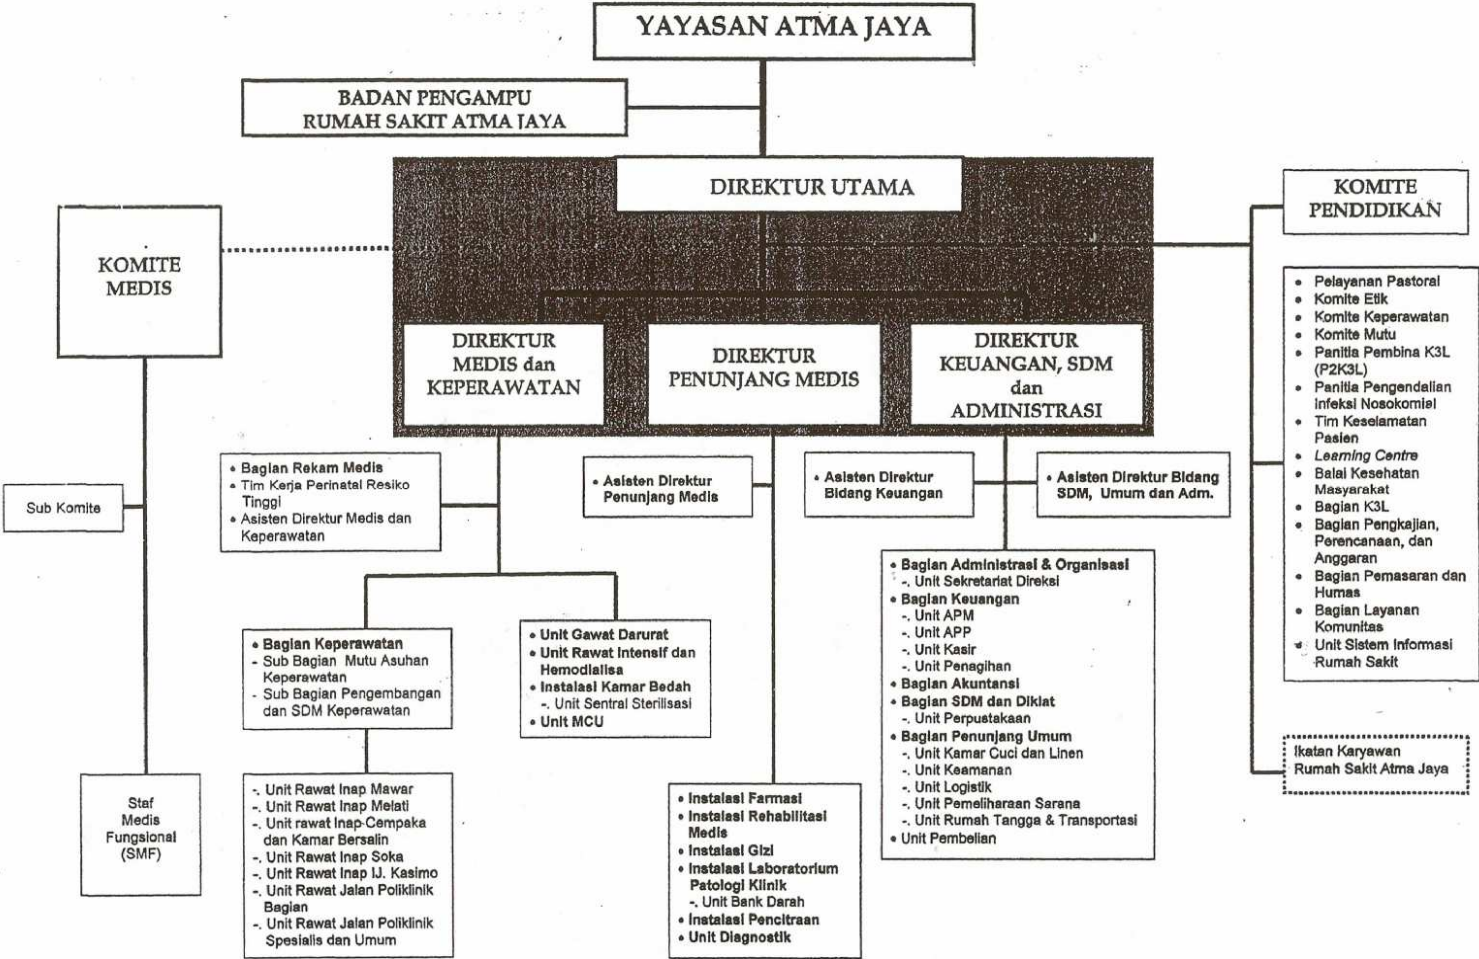 YAYASAN ATMA JAYA
BADAN PENGAMPU
RUMAH SAKIT ATMA JAYA
DIREKTUR UTAMA
KOMITE
PENDIDIKAN
KOMITE
MEDIS
DIREKTUR
MEDIS dan
KEPERAWATAN
DIREKTUR
PENUNJANG MEDIS
DIREKTUR
KEUANGAN, SDM
dan
ADMINISTRASI
• Pelayanan Pastoral
• Komite Etik
• Komite Keperawatan
• Komite Mutu
• Panitia Pembina K3L
(P2K3L)
• Panitia Pengendalian
Infeksi Nosokomial
• Tim Keselamatan
Pasien
• Learning Centre
• Balai Kesehatan
Masyarakat
• Bagian K3L
• Bagian Pengkajian,
Perencanaan, dan
Anggaran
• Bagian Pemasaran dan
Humas
• Bagian Layanan
Komunitas
• Unit Sistem Informasi
Rumah Sakit
Sub Komite
• Bagian Rekam Medis
• Tim Kerja Perinatal Resiko
Tinggi
• Asisten Direktur Medis dan
Keperawatan
• Asisten Direktur
Penunjang Medis
• Asisten Direktur
Bidang Keuangan
• Asisten Direktur Bidang
SDM, Umum dan Adm.
• Bagian Keperawatan
- Sub Bagian Mutu Asuhan
Keperawatan
- Sub Bagian Pengembangan
dan SDM Keperawatan
• Unit Gawat Darurat
• Unit Rawat Intensif dan
Hemodialisa
• Instalasi Kamar Bedah
-. Unit Sentral Sterilisasi
• Unit MCU
• Bagian Administrasi & Organisasi
-. Unit Sekretariat Direksi
• Bagian Keuangan
-. Unit APM
-. Unit APP
-. Unit Kasir
-. Unit Penagihan
• Bagian Akuntansi
• Bagian SDM dan Diklat
-. Unit Perpustakaan
• Bagian Penunjang Umum
-. Unit Kamar Cuci dan Linen
-. Unit Keamanan
-. Unit Logistik
-. Unit Pemeliharaan Sarana
-. Unit Rumah Tangga & Transportasi
• Unit Pembelian
Ikatan Karyawan
Rumah Sakit Atma Jaya
Staf
Medis
Fungsional
(SMF)
-. Unit Rawat Inap Mawar
-. Unit Rawat Inap Melati
-. Unit rawat Inap Cempaka
dan Kamar Bersalin
-. Unit Rawat Inap Soka
-. Unit Rawat Inap IJ. Kasimo
-. Unit Rawat Jalan Poliklinik
Bagian
-. Unit Rawat Jalan Poliklinik
Spesialis dan Umum
• Instalasi Farmasi
• Instalasi Rehabilitasi
Medis
• Instalasi Gizi
• Instalasi Laboratorium
Patologi Klinik
-. Unit Bank Darah
• Instalasi Pencitraan
• Unit Diagnostik